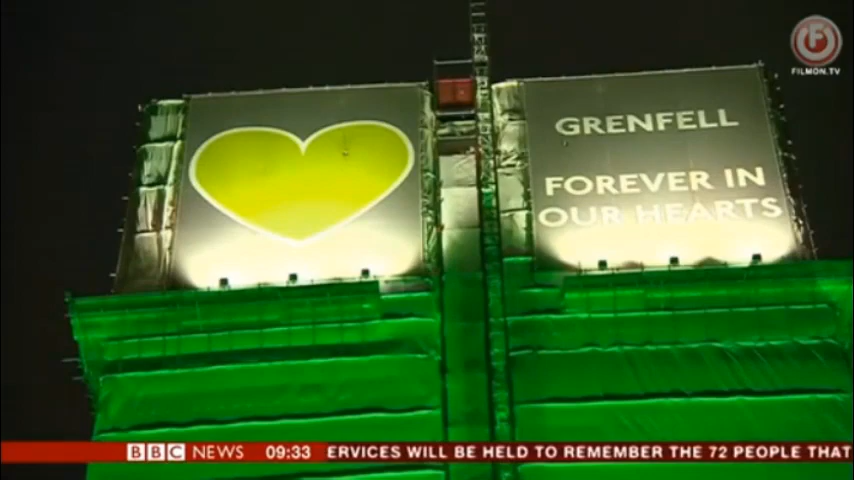 FILMON.TV
GRENFELL
FOREVER IN
OUR HEARTS
BBC NEWS 09:33 ERVICES WILL BE HELD TO REMEMBER THE 72 PEOPLE THAT